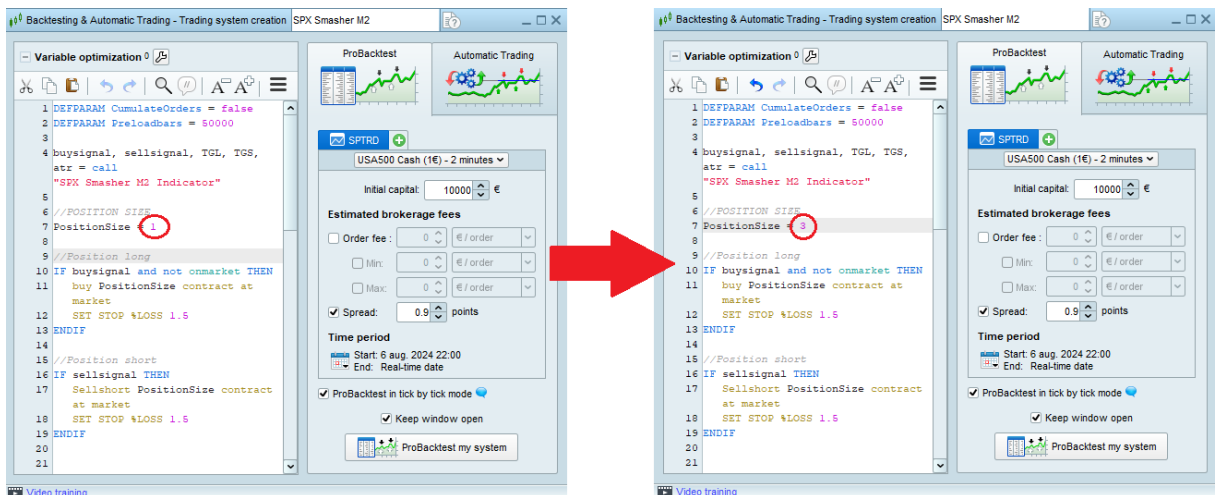 Backtesting & Automatic Trading - Trading system creation SPX Smasher M2
Variable optimization 0
1 DEFPARAM CumulateOrders = false
2 DEFPARAM Preloadbars = 50000
3
4 buysignal, sellsignal, TGL, TGS,
atr = call
"SPX Smasher M2 Indicator"
5
6 //POSITION SIZE
7 PositionSize = 1
8
9 //Position long
10 IF buysignal and not onmarket THEN
11 buy PositionSize contract at
market
12 SET STOP %LOSS 1.5
13 ENDIF
14
15 //Position short
16 IF sellsignal THEN
17 Sellshort PositionSize contract
at market
18 SET STOP %LOSS 1.5
19 ENDIF
20
21
Video training
ProBacktest
Automatic Trading
SPTRD
USA500 Cash (1€) - 2 minutes
Initial capital: 10000 €
Estimated brokerage fees
Order fee : 0 € / order
Min: 0 € / order
Max: 0 € / order
Spread: 0.9 points
Time period
Start: 6 aug. 2024 22:00
End: Real-time date
ProBacktest in tick by tick mode
Keep window open
ProBacktest my system
Backtesting & Automatic Trading - Trading system creation SPX Smasher M2
Variable optimization 0
1 DEFPARAM CumulateOrders = false
2 DEFPARAM Preloadbars = 50000
3
4 buysignal, sellsignal, TGL, TGS,
atr = call
"SPX Smasher M2 Indicator"
5
6 //POSITION SIZE
7 PositionSize = 3
8
9 //Position long
10 IF buysignal and not onmarket THEN
11 buy PositionSize contract at
market
12 SET STOP %LOSS 1.5
13 ENDIF
14
15 //Position short
16 IF sellsignal THEN
17 Sellshort PositionSize contract
at market
18 SET STOP %LOSS 1.5
19 ENDIF
20
21
Video training
ProBacktest
Automatic Trading
SPTRD
USA500 Cash (1€) - 2 minutes
Initial capital: 10000 €
Estimated brokerage fees
Order fee : 0 € / order
Min: 0 € / order
Max: 0 € / order
Spread: 0.9 points
Time period
Start: 6 aug. 2024 22:00
End: Real-time date
ProBacktest in tick by tick mode
Keep window open
ProBacktest my system